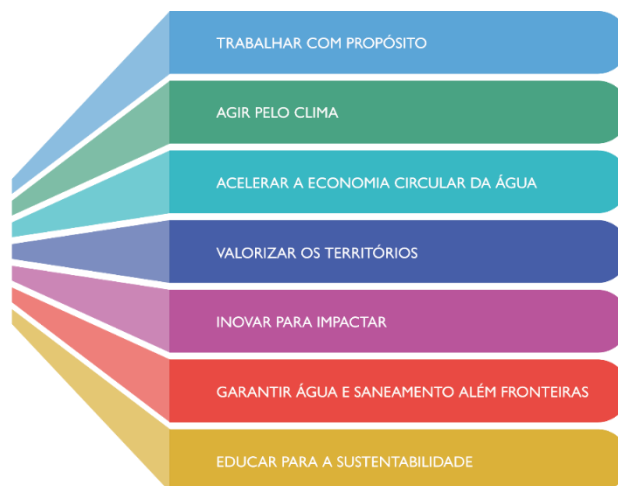 TRABALHAR COM PROPÓSITO
AGIR PELO CLIMA
ACELERAR A ECONOMIA CIRCULAR DA ÁGUA
VALORIZAR OS TERRITÓRIOS
INOVAR PARA IMPACTAR
GARANTIR ÁGUA E SANEAMENTO ALÉM FRONTEIRAS
EDUCAR PARA A SUSTENTABILIDADE